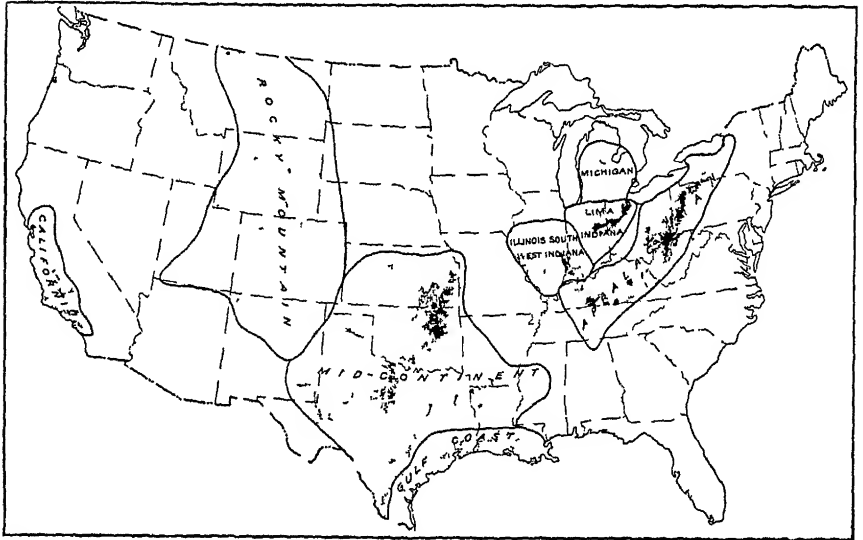 ROCKY MOUNTAIN
CALIFORNIA
MICHIGAN
LIMA
INDIANA
ILLINOIS SOUTH
WEST INDIANA
APPALACHIAN
MID-CONTINENT
GULF COAST